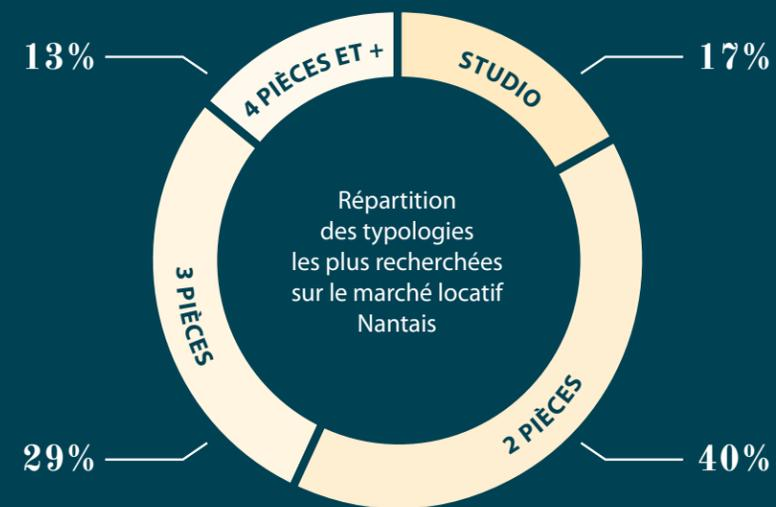 13%
4 PIÈCES ET +
STUDIO
17%
Répartition
des typologies
les plus recherchées
sur le marché locatif
Nantais
3 PIÈCES
2 PIÈCES
29%
40%